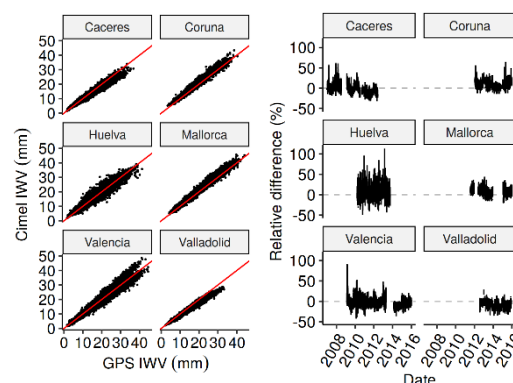 Caceres
Coruna
50
40
30
20
10
0
Huelva
Mallorca
50
40
30
20
10
0
Valencia
Valladolid
50
40
30
20
10
0
0 10 20 30 40 0 10 20 30 40
Cimel IWV (mm)
GPS IWV (mm)
Caceres
Coruna
100
50
0
-50
Huelva
Mallorca
100
50
0
-50
Valencia
Valladolid
100
50
0
-50
2008 2010 2012 2014 2016 2008 2010 2012 2014
Relative difference (%)
Date